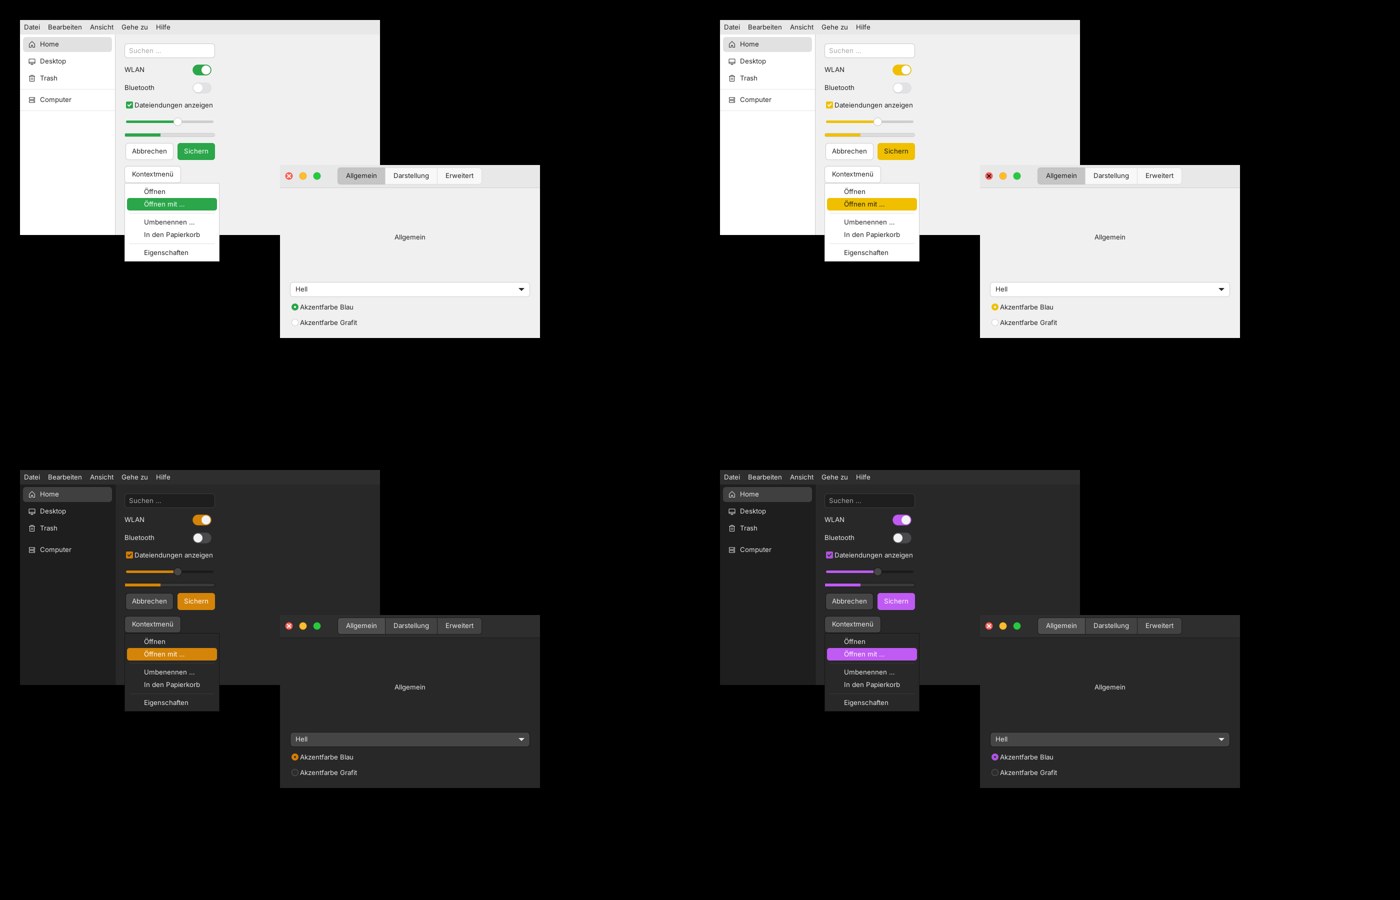 Datei Bearbeiten Ansicht Gehe zu Hilfe
Home
Desktop
Trash
Computer
Suchen ...
WLAN
Bluetooth
Dateiendungen anzeigen
Abbrechen Sichern
Kontextmenü
Öffnen
Öffnen mit ...
Umbenennen ...
In den Papierkorb
Eigenschaften
Allgemein Darstellung Erweitert
Allgemein
Hell
Akzentfarbe Blau
Akzentfarbe Grafit
Datei Bearbeiten Ansicht Gehe zu Hilfe
Home
Desktop
Trash
Computer
Suchen ...
WLAN
Bluetooth
Dateiendungen anzeigen
Abbrechen Sichern
Kontextmenü
Öffnen
Öffnen mit ...
Umbenennen ...
In den Papierkorb
Eigenschaften
Allgemein Darstellung Erweitert
Allgemein
Hell
Akzentfarbe Blau
Akzentfarbe Grafit
Datei Bearbeiten Ansicht Gehe zu Hilfe
Home
Desktop
Trash
Computer
Suchen ...
WLAN
Bluetooth
Dateiendungen anzeigen
Abbrechen Sichern
Kontextmenü
Öffnen
Öffnen mit ...
Umbenennen ...
In den Papierkorb
Eigenschaften
Allgemein Darstellung Erweitert
Allgemein
Hell
Akzentfarbe Blau
Akzentfarbe Grafit
Datei Bearbeiten Ansicht Gehe zu Hilfe
Home
Desktop
Trash
Computer
Suchen ...
WLAN
Bluetooth
Dateiendungen anzeigen
Abbrechen Sichern
Kontextmenü
Öffnen
Öffnen mit ...
Umbenennen ...
In den Papierkorb
Eigenschaften
Allgemein Darstellung Erweitert
Allgemein
Hell
Akzentfarbe Blau
Akzentfarbe Grafit